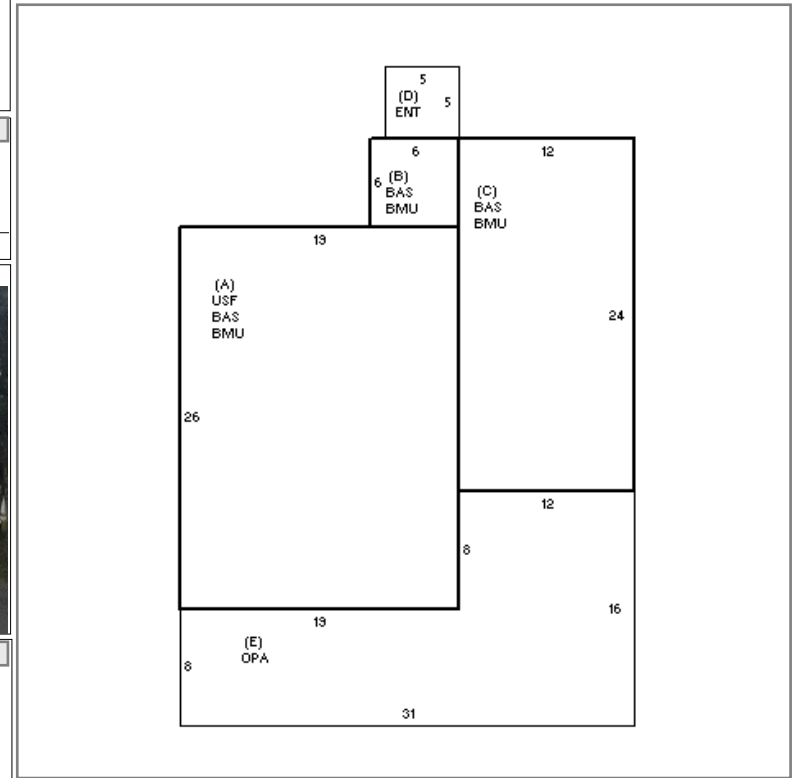 5
(D)
5
ENT
6
12
6
(B)
BAS
BMU
(C)
BAS
BMU
19
(A)
USF
BAS
BMU
24
26
12
8
16
19
(E)
OPA
8
31